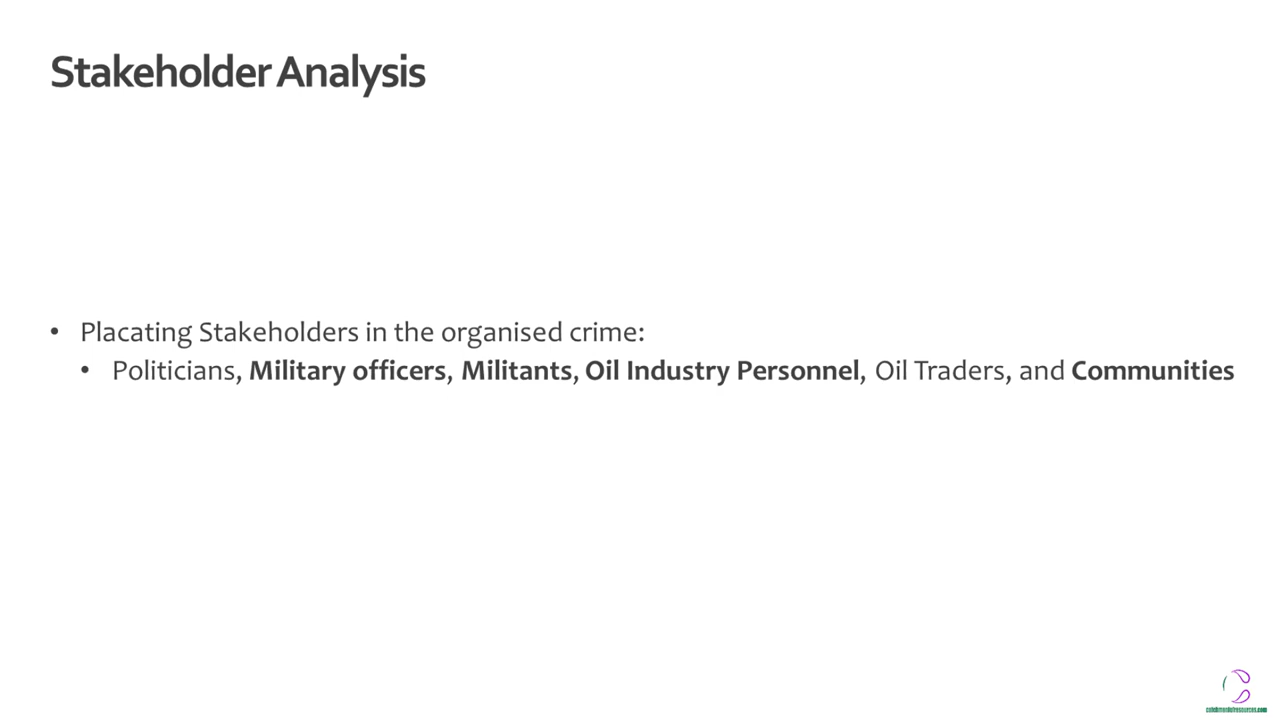 Stakeholder Analysis
• Placating Stakeholders in the organised crime:
• Politicians, Military officers, Militants, Oil Industry Personnel, Oil Traders, and Communities